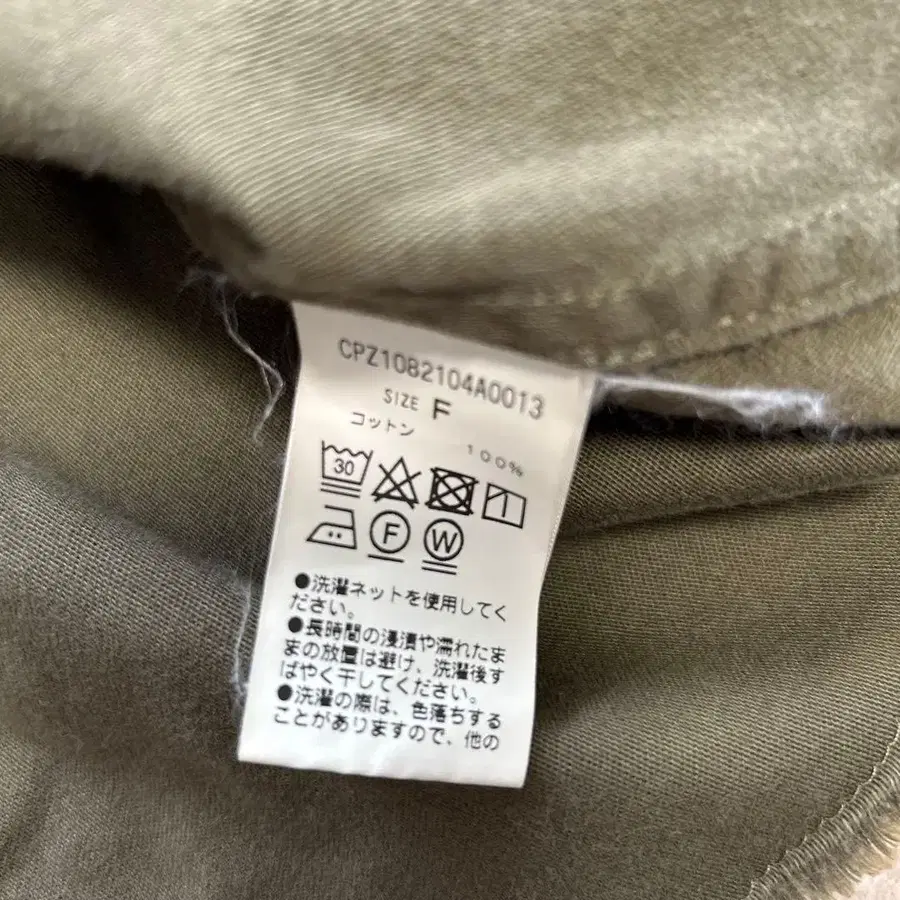 CPZ1082104A0013
SIZE F
コットン 100%
30
F W
●洗濯ネットを使用してく
ださい。
●長時間の浸漬や濡れたま
まの放置は避け、洗濯後す
ばやく干してください。
●洗濯の際は、色落ちする
ことがありますので、他の